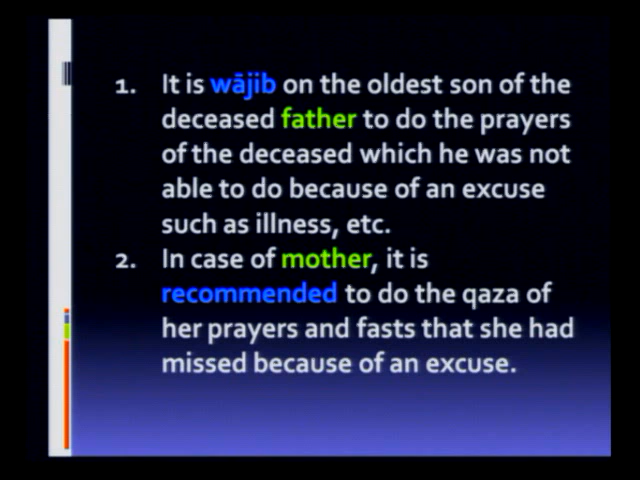 1. It is wājib on the oldest son of the
deceased father to do the prayers
of the deceased which he was not
able to do because of an excuse
such as illness, etc.
2. In case of mother, it is
recommended to do the qaza of
her prayers and fasts that she had
missed because of an excuse.